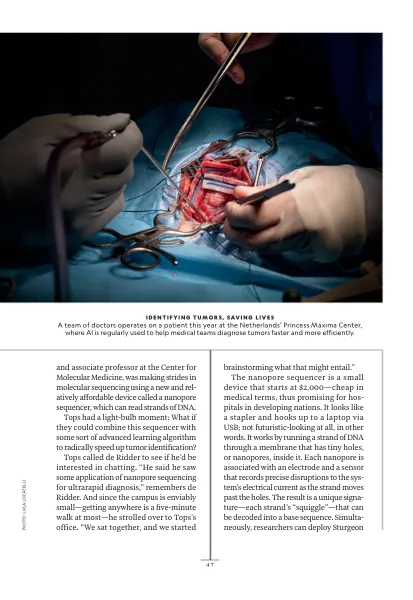 IDENTIFYING TUMORS, SAVING LIVES
A team of doctors operates on a patient this year at the Netherlands' Princess Máxima Center,
where AI is regularly used to help medical teams diagnose tumors faster and more efficiently.
and associate professor at the Center for
Molecular Medicine, was making strides in
molecular sequencing using a new and rel-
atively affordable device called a nanopore
sequencer, which can read strands of DNA.
Tops had a light-bulb moment: What if
they could combine this sequencer with
some sort of advanced learning algorithm
to radically speed up tumor identification?
Tops called de Ridder to see if he'd be
interested in chatting. "He said he saw
some application of nanopore sequencing
for ultrarapid diagnosis," remembers de
Ridder. And since the campus is enviably
small—getting anywhere is a five-minute
walk at most—he strolled over to Tops's
office. "We sat together, and we started
brainstorming what that might entail."
The nanopore sequencer is a small
device that starts at $2,000—cheap in
medical terms, thus promising for hos-
pitals in developing nations. It looks like
a stapler and hooks up to a laptop via
USB; not futuristic-looking at all, in other
words. It works by running a strand of DNA
through a membrane that has tiny holes,
or nanopores, inside it. Each nanopore is
associated with an electrode and a sensor
that records precise disruptions to the sys-
tem's electrical current as the strand moves
past the holes. The result is a unique signa-
ture—each strand's "squiggle"—that can
be decoded into a base sequence. Simulta-
neously, researchers can deploy Sturgeon
PHOTO: LUCA LOCATELLI
47